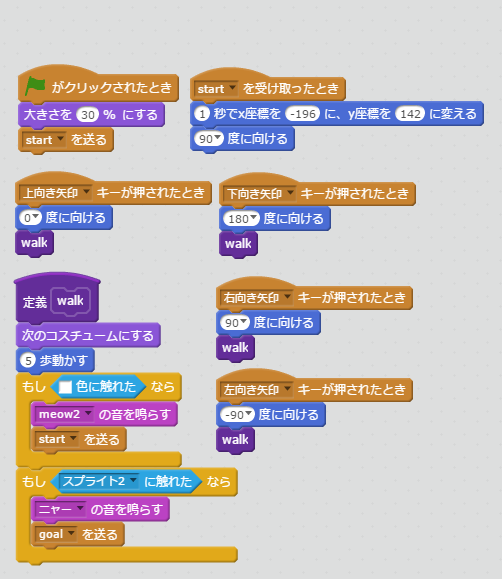 がクリックされたとき
大きさを 30 % にする
start を送る
start を受け取ったとき
1 秒でx座標を -196 に、y座標を 142 に変える
90 度に向ける
上向き矢印 キーが押されたとき
0 度に向ける
walk
下向き矢印 キーが押されたとき
180 度に向ける
walk
定義 walk
次のコスチュームにする
5 歩動かす
もし 色に触れた なら
meow2 の音を鳴らす
start を送る
もし スプライト2 に触れた なら
ニャー の音を鳴らす
goal を送る
右向き矢印 キーが押されたとき
90 度に向ける
walk
左向き矢印 キーが押されたとき
-90 度に向ける
walk